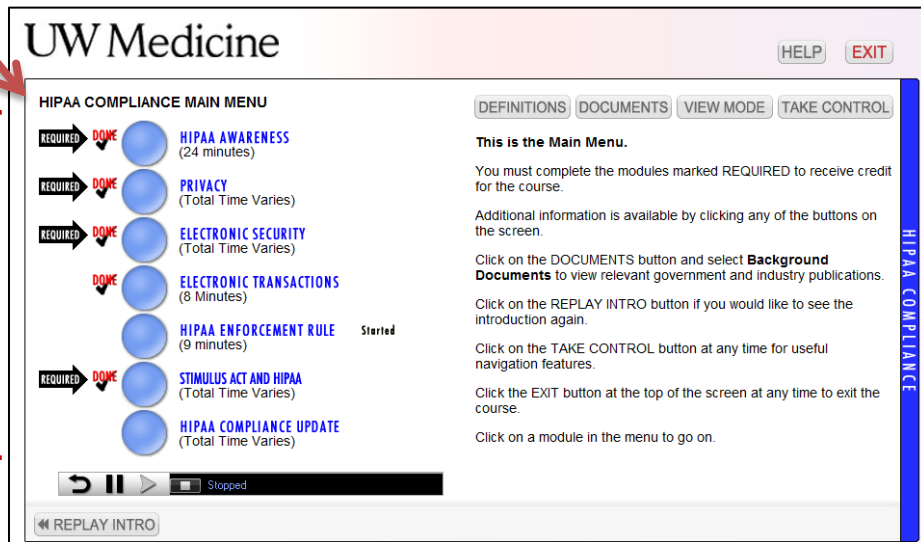 UW Medicine
HELP EXIT
HIPAA COMPLIANCE MAIN MENU
REQUIRED DONE HIPAA AWARENESS
(24 minutes)
REQUIRED DONE PRIVACY
(Total Time Varies)
REQUIRED DONE ELECTRONIC SECURITY
(Total Time Varies)
DONE ELECTRONIC TRANSACTIONS
(8 Minutes)
HIPAA ENFORCEMENT RULE Started
(9 minutes)
REQUIRED DONE STIMULUS ACT AND HIPAA
(Total Time Varies)
HIPAA COMPLIANCE UPDATE
(Total Time Varies)
Stopped
REPLAY INTRO
DEFINITIONS DOCUMENTS VIEW MODE TAKE CONTROL
This is the Main Menu.
You must complete the modules marked REQUIRED to receive credit
for the course.
Additional information is available by clicking any of the buttons on
the screen.
Click on the DOCUMENTS button and select Background
Documents to view relevant government and industry publications.
Click on the REPLAY INTRO button if you would like to see the
introduction again.
Click on the TAKE CONTROL button at any time for useful
navigation features.
Click the EXIT button at the top of the screen at any time to exit the
course.
Click on a module in the menu to go on.
HIPAA COMPLIANCE